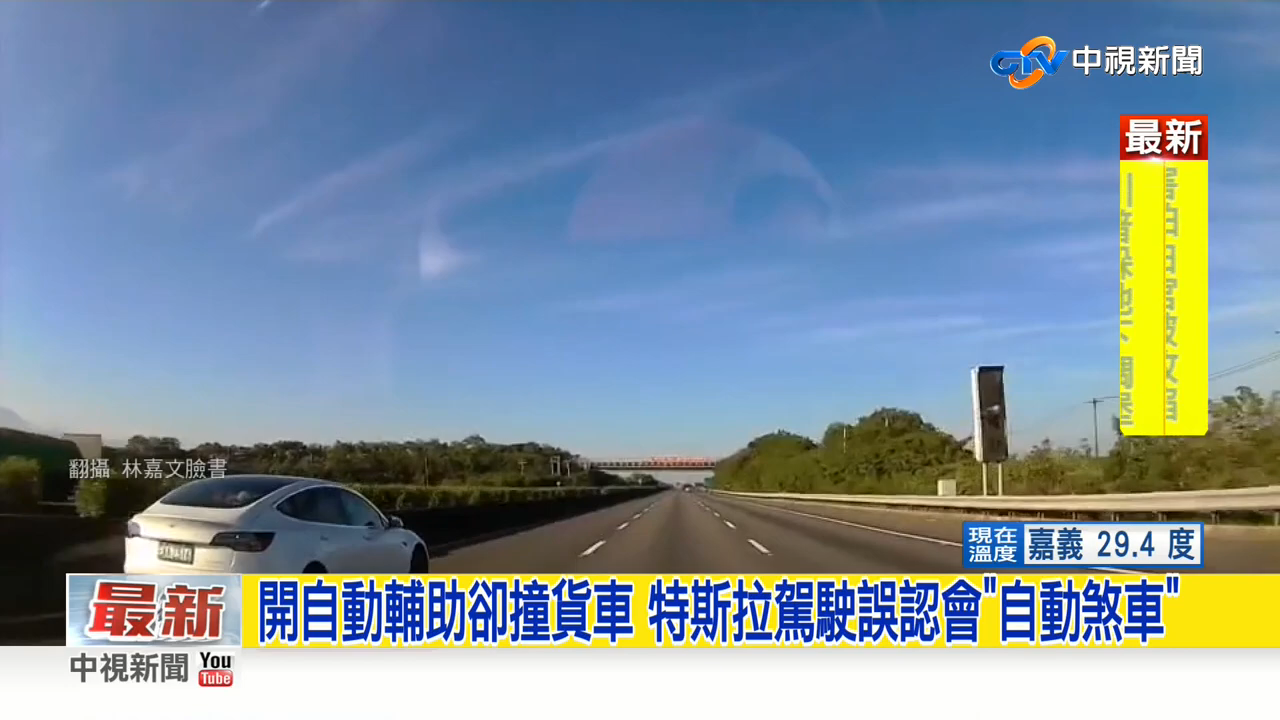 CTV 中視新聞
最新
翻攝 林嘉文臉書
現在溫度 嘉義 29.4 度
最新 開自動輔助卻撞貨車 特斯拉駕駛誤認會"自動煞車"
中視新聞 You Tube